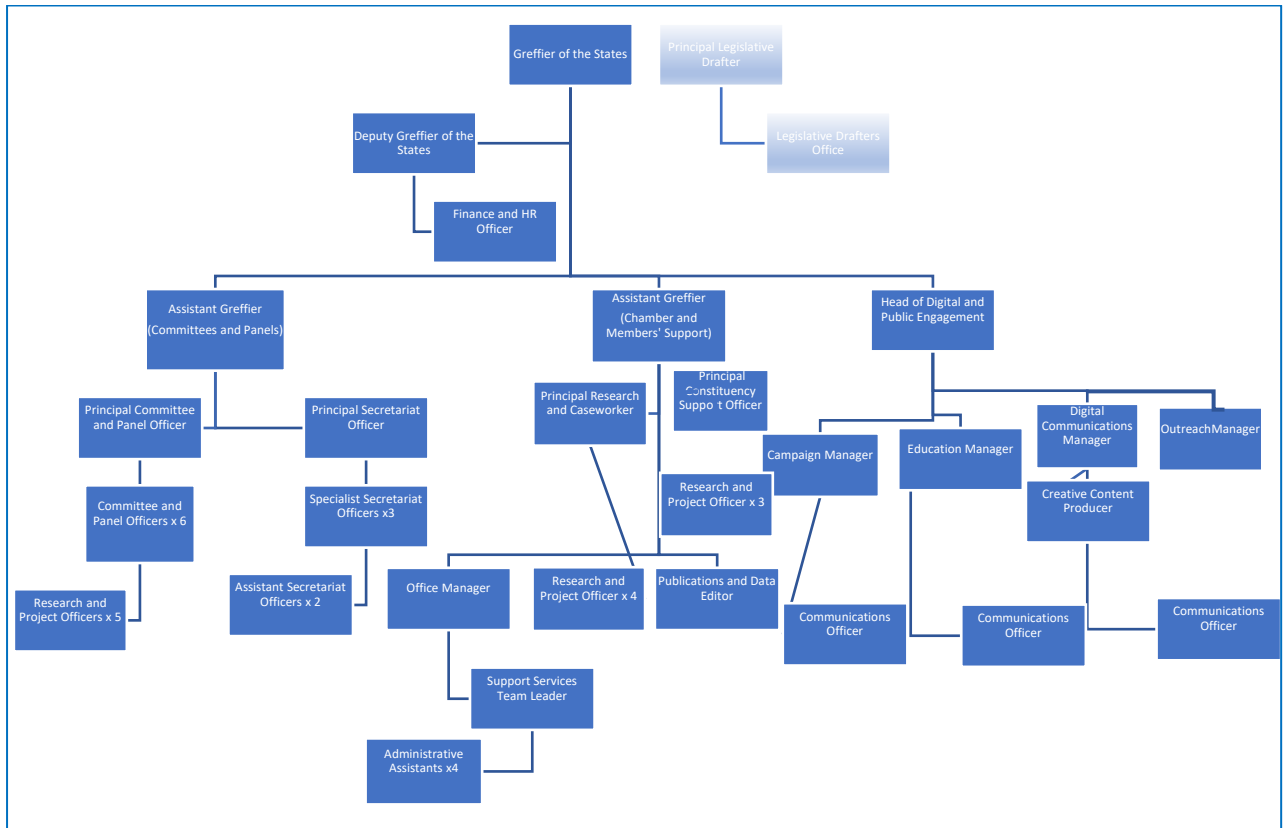 Greffier of the States
Principal Legislative
Drafter
Deputy Greffier of the
States
Legislative Drafters
Office
Finance and HR
Officer
Assistant Greffier
(Committees and Panels)
Assistant Greffier
(Chamber and
Members' Support)
Head of Digital and
Public Engagement
Principal Committee
and Panel Officer
Principal Secretariat
Officer
Principal Research
and Caseworker
Principal
Constituency
Support Officer
Campaign Manager
Education Manager
Digital
Communications
Manager
OutreachManager
Committee and
Panel Officers x 6
Specialist Secretariat
Officers x3
Research and
Project Officer x 3
Creative Content
Producer
Research and
Project Officers x 5
Assistant Secretariat
Officers x 2
Office Manager
Research and
Project Officer x 4
Publications and Data
Editor
Communications
Officer
Communications
Officer
Communications
Officer
Support Services
Team Leader
Administrative
Assistants x4